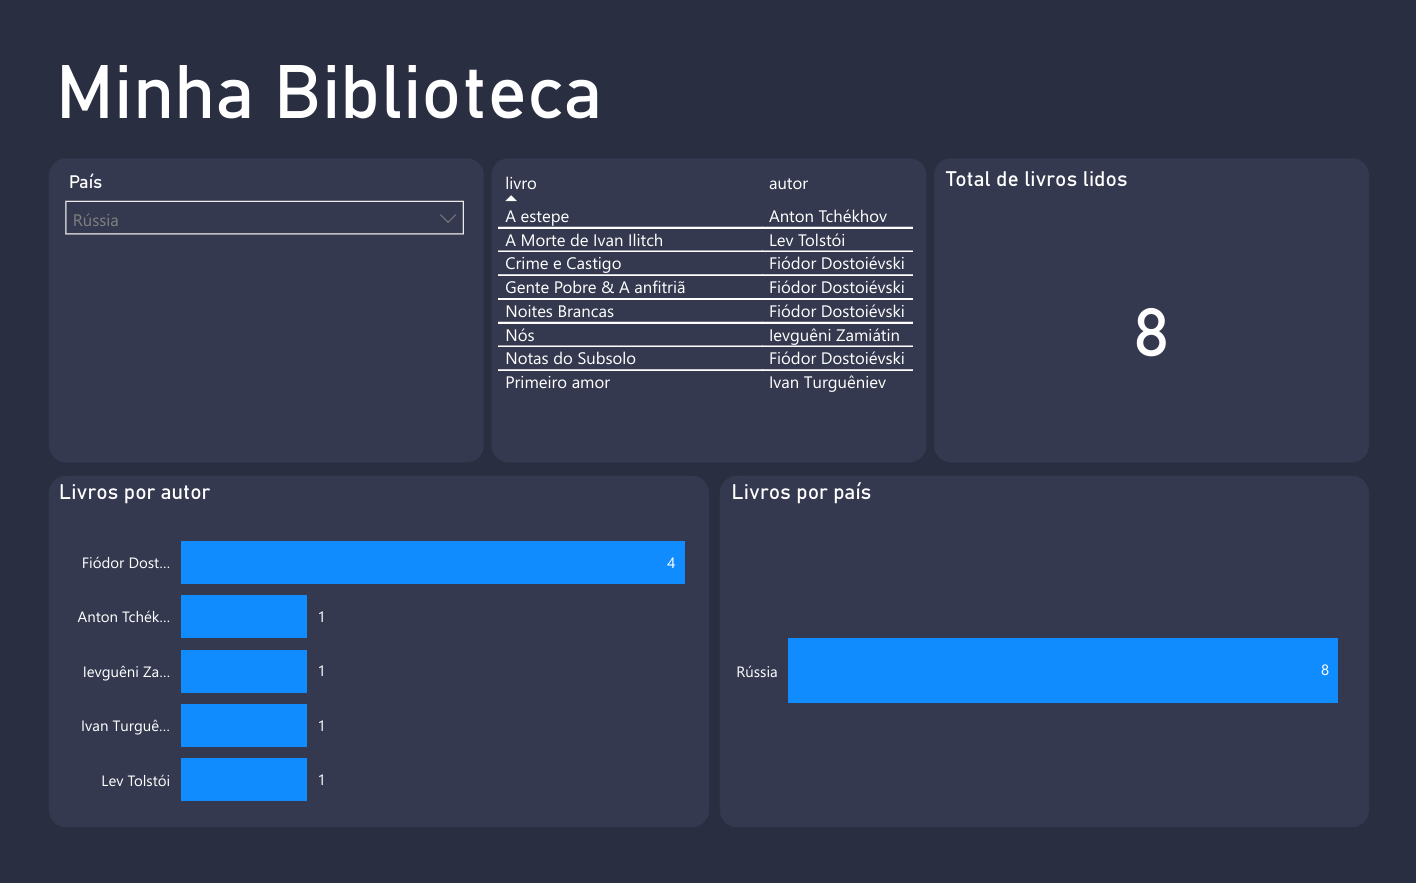 Minha Biblioteca
País
Rússia
livro autor
A estepe Anton Tchékhov
A Morte de Ivan Ilitch Lev Tolstói
Crime e Castigo Fiódor Dostoiévski
Gente Pobre & A anfitriã Fiódor Dostoiévski
Noites Brancas Fiódor Dostoiévski
Nós Ievguêni Zamiátin
Notas do Subsolo Fiódor Dostoiévski
Primeiro amor Ivan Turguêniev
Total de livros lidos
8
Livros por autor
Fiódor Dost... 4
Anton Tchék... 1
Ievguêni Za... 1
Ivan Turguê... 1
Lev Tolstói 1
Livros por país
Rússia 8